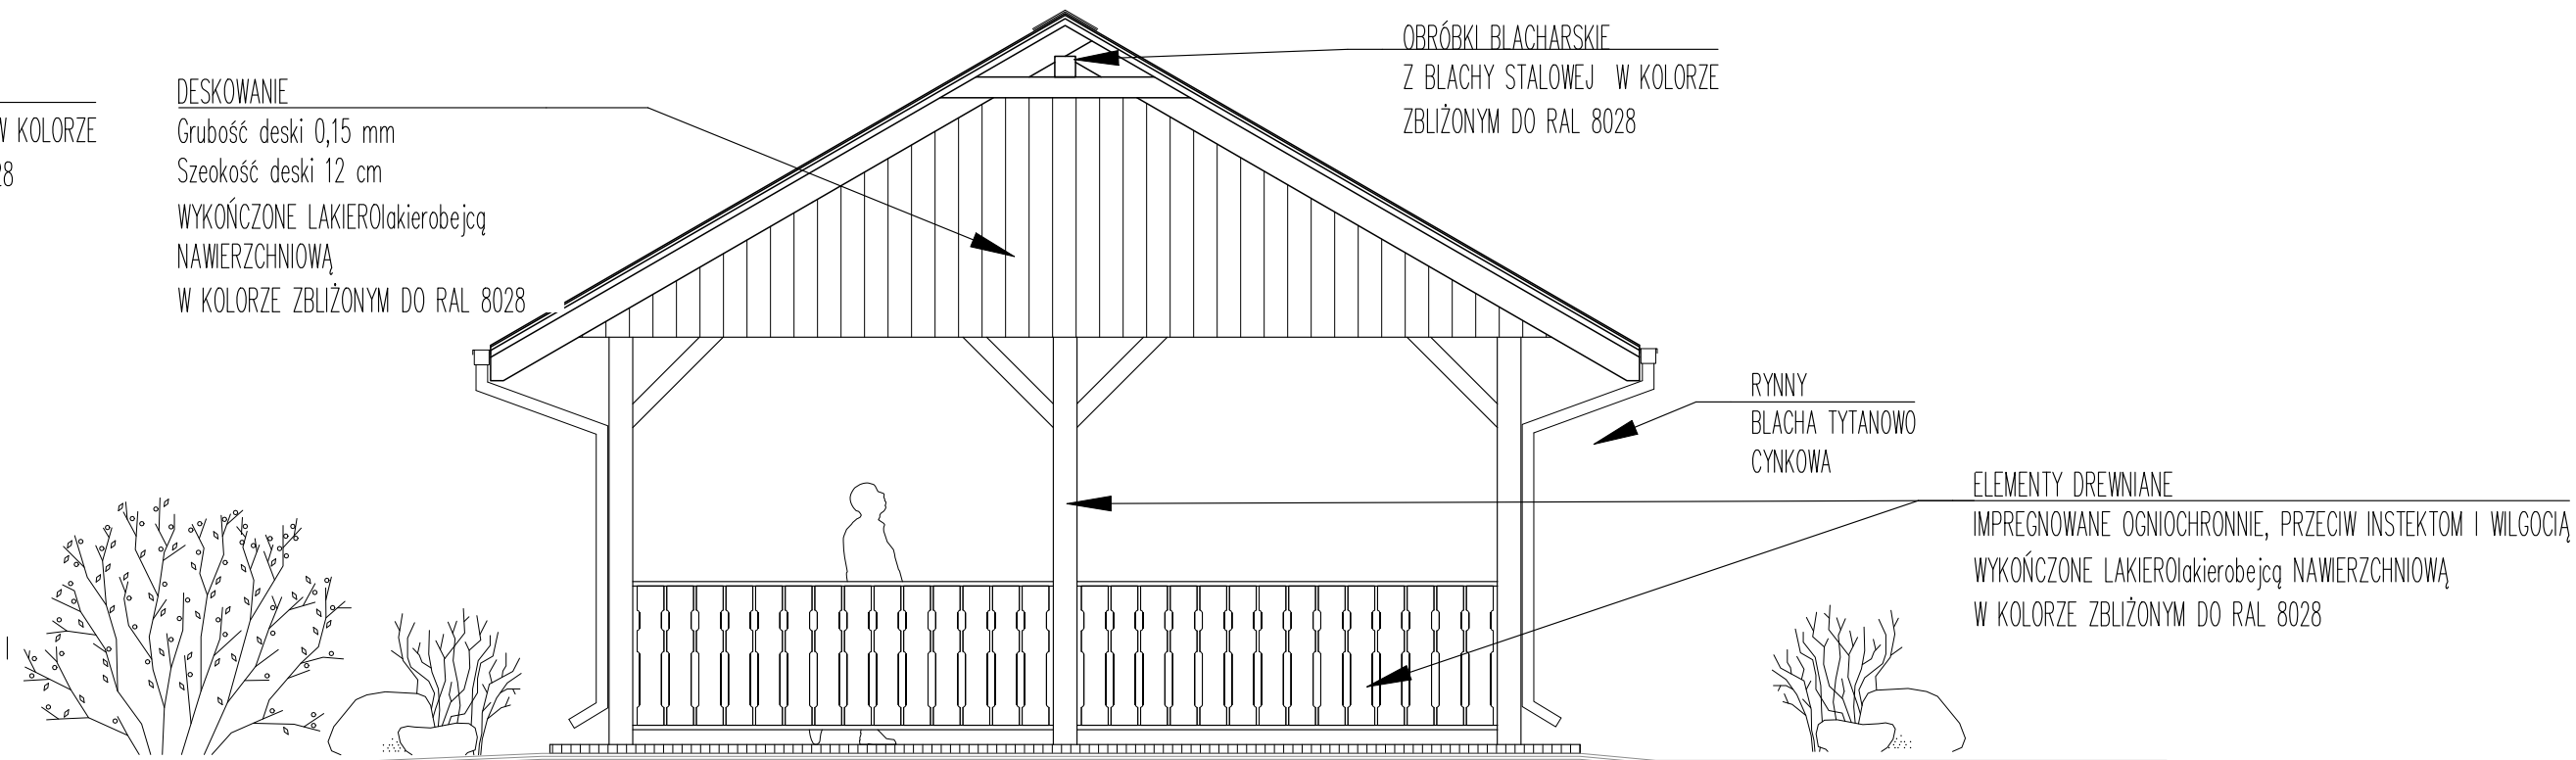 W KOLORZE
28
DESKOWANIE
Grubość deski 0,15 mm
Szeokość deski 12 cm
WYKOŃCZONE LAKIEROlakierobejcą
NAWIERZCHNIOWĄ
W KOLORZE ZBLIŻONYM DO RAL 8028
OBRÓBKI BLACHARSKIE
Z BLACHY STALOWEJ W KOLORZE
ZBLIŻONYM DO RAL 8028
RYNNY
BLACHA TYTANOWO
CYNKOWA
ELEMENTY DREWNIANE
IMPREGNOWANE OGNIOCHRONNIE, PRZECIW INSTEKTOM I WILGOCIĄ
WYKOŃCZONE LAKIEROlakierobejcą NAWIERZCHNIOWĄ
W KOLORZE ZBLIŻONYM DO RAL 8028
I